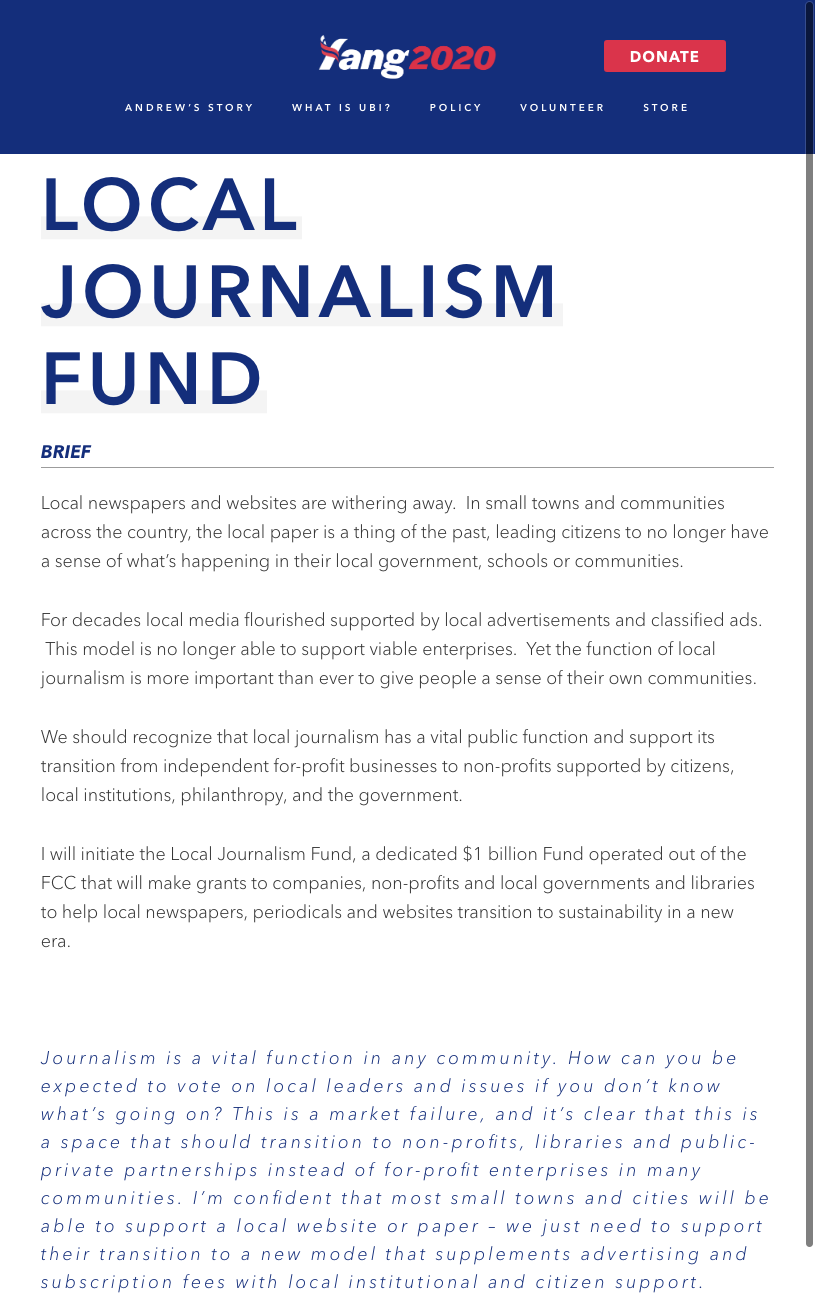 Yang2020
DONATE
ANDREW'S STORY WHAT IS UBI? POLICY VOLUNTEER STORE
LOCAL
JOURNALISM
FUND
BRIEF
Local newspapers and websites are withering away.  In small towns and communities
across the country, the local paper is a thing of the past, leading citizens to no longer have
a sense of what's happening in their local government, schools or communities.
For decades local media flourished supported by local advertisements and classified ads.
This model is no longer able to support viable enterprises.  Yet the function of local
journalism is more important than ever to give people a sense of their own communities.
We should recognize that local journalism has a vital public function and support its
transition from independent for-profit businesses to non-profits supported by citizens,
local institutions, philanthropy, and the government.
I will initiate the Local Journalism Fund, a dedicated $1 billion Fund operated out of the
FCC that will make grants to companies, non-profits and local governments and libraries
to help local newspapers, periodicals and websites transition to sustainability in a new
era.
Journalism is a vital function in any community. How can you be
expected to vote on local leaders and issues if you don't know
what's going on? This is a market failure, and it's clear that this is
a space that should transition to non-profits, libraries and public-
private partnerships instead of for-profit enterprises in many
communities. I'm confident that most small towns and cities will be
able to support a local website or paper – we just need to support
their transition to a new model that supplements advertising and
subscription fees with local institutional and citizen support.